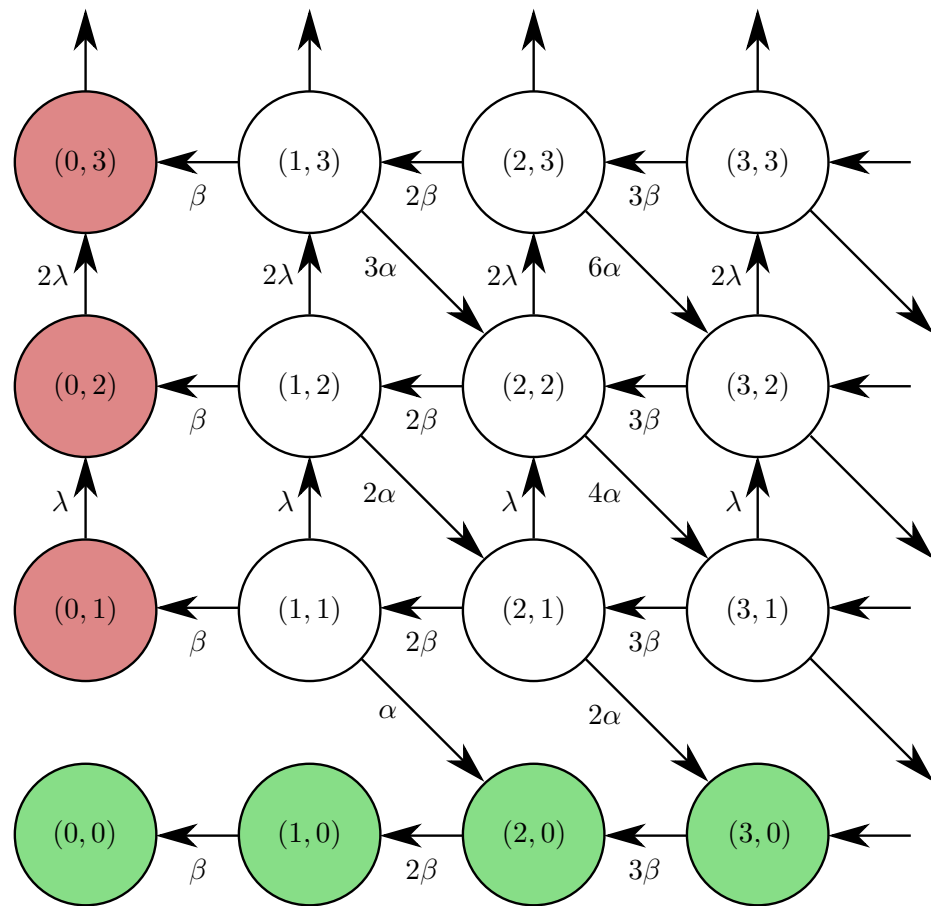 (0, 3) (1, 3) (2, 3) (3, 3)
β 2β 3β
2λ 2λ 3α 2λ 6α 2λ
(0, 2) (1, 2) (2, 2) (3, 2)
β 2β 3β
λ λ 2α λ 4α λ
(0, 1) (1, 1) (2, 1) (3, 1)
β 2β 3β
α 2α
(0, 0) (1, 0) (2, 0) (3, 0)
β 2β 3β